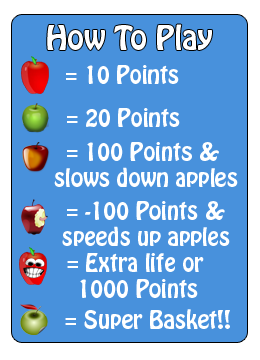 How To Play
= 10 Points
= 20 Points
= 100 Points &
slows down apples
= -100 Points &
speeds up apples
= Extra life or
1000 Points
= Super Basket!!